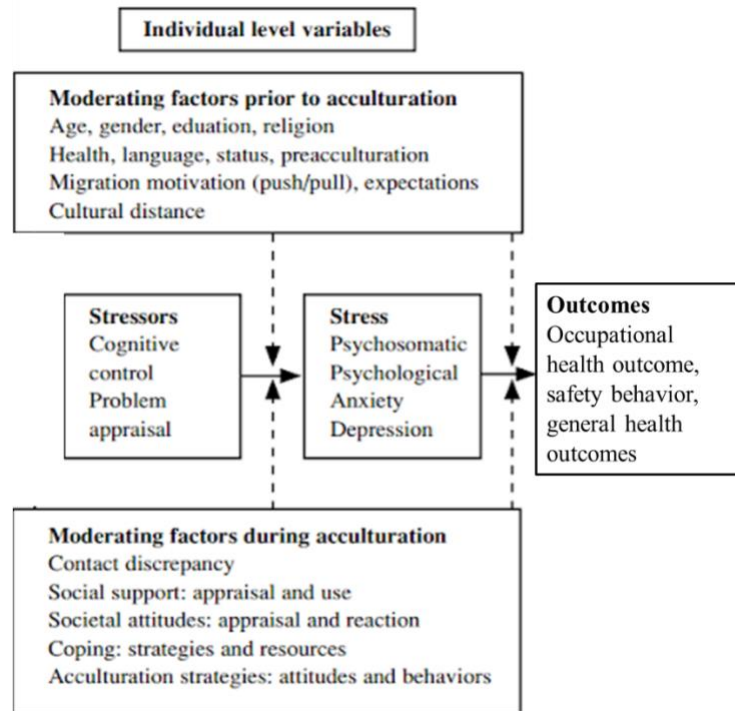 Individual level variables
Moderating factors prior to acculturation
Age, gender, eduation, religion
Health, language, status, preacculturation
Migration motivation (push/pull), expectations
Cultural distance
Stressors
Cognitive
control
Problem
appraisal
Stress
Psychosomatic
Psychological
Anxiety
Depression
Outcomes
Occupational
health outcome,
safety behavior,
general health
outcomes
Moderating factors during acculturation
Contact discrepancy
Social support: appraisal and use
Societal attitudes: appraisal and reaction
Coping: strategies and resources
Acculturation strategies: attitudes and behaviors